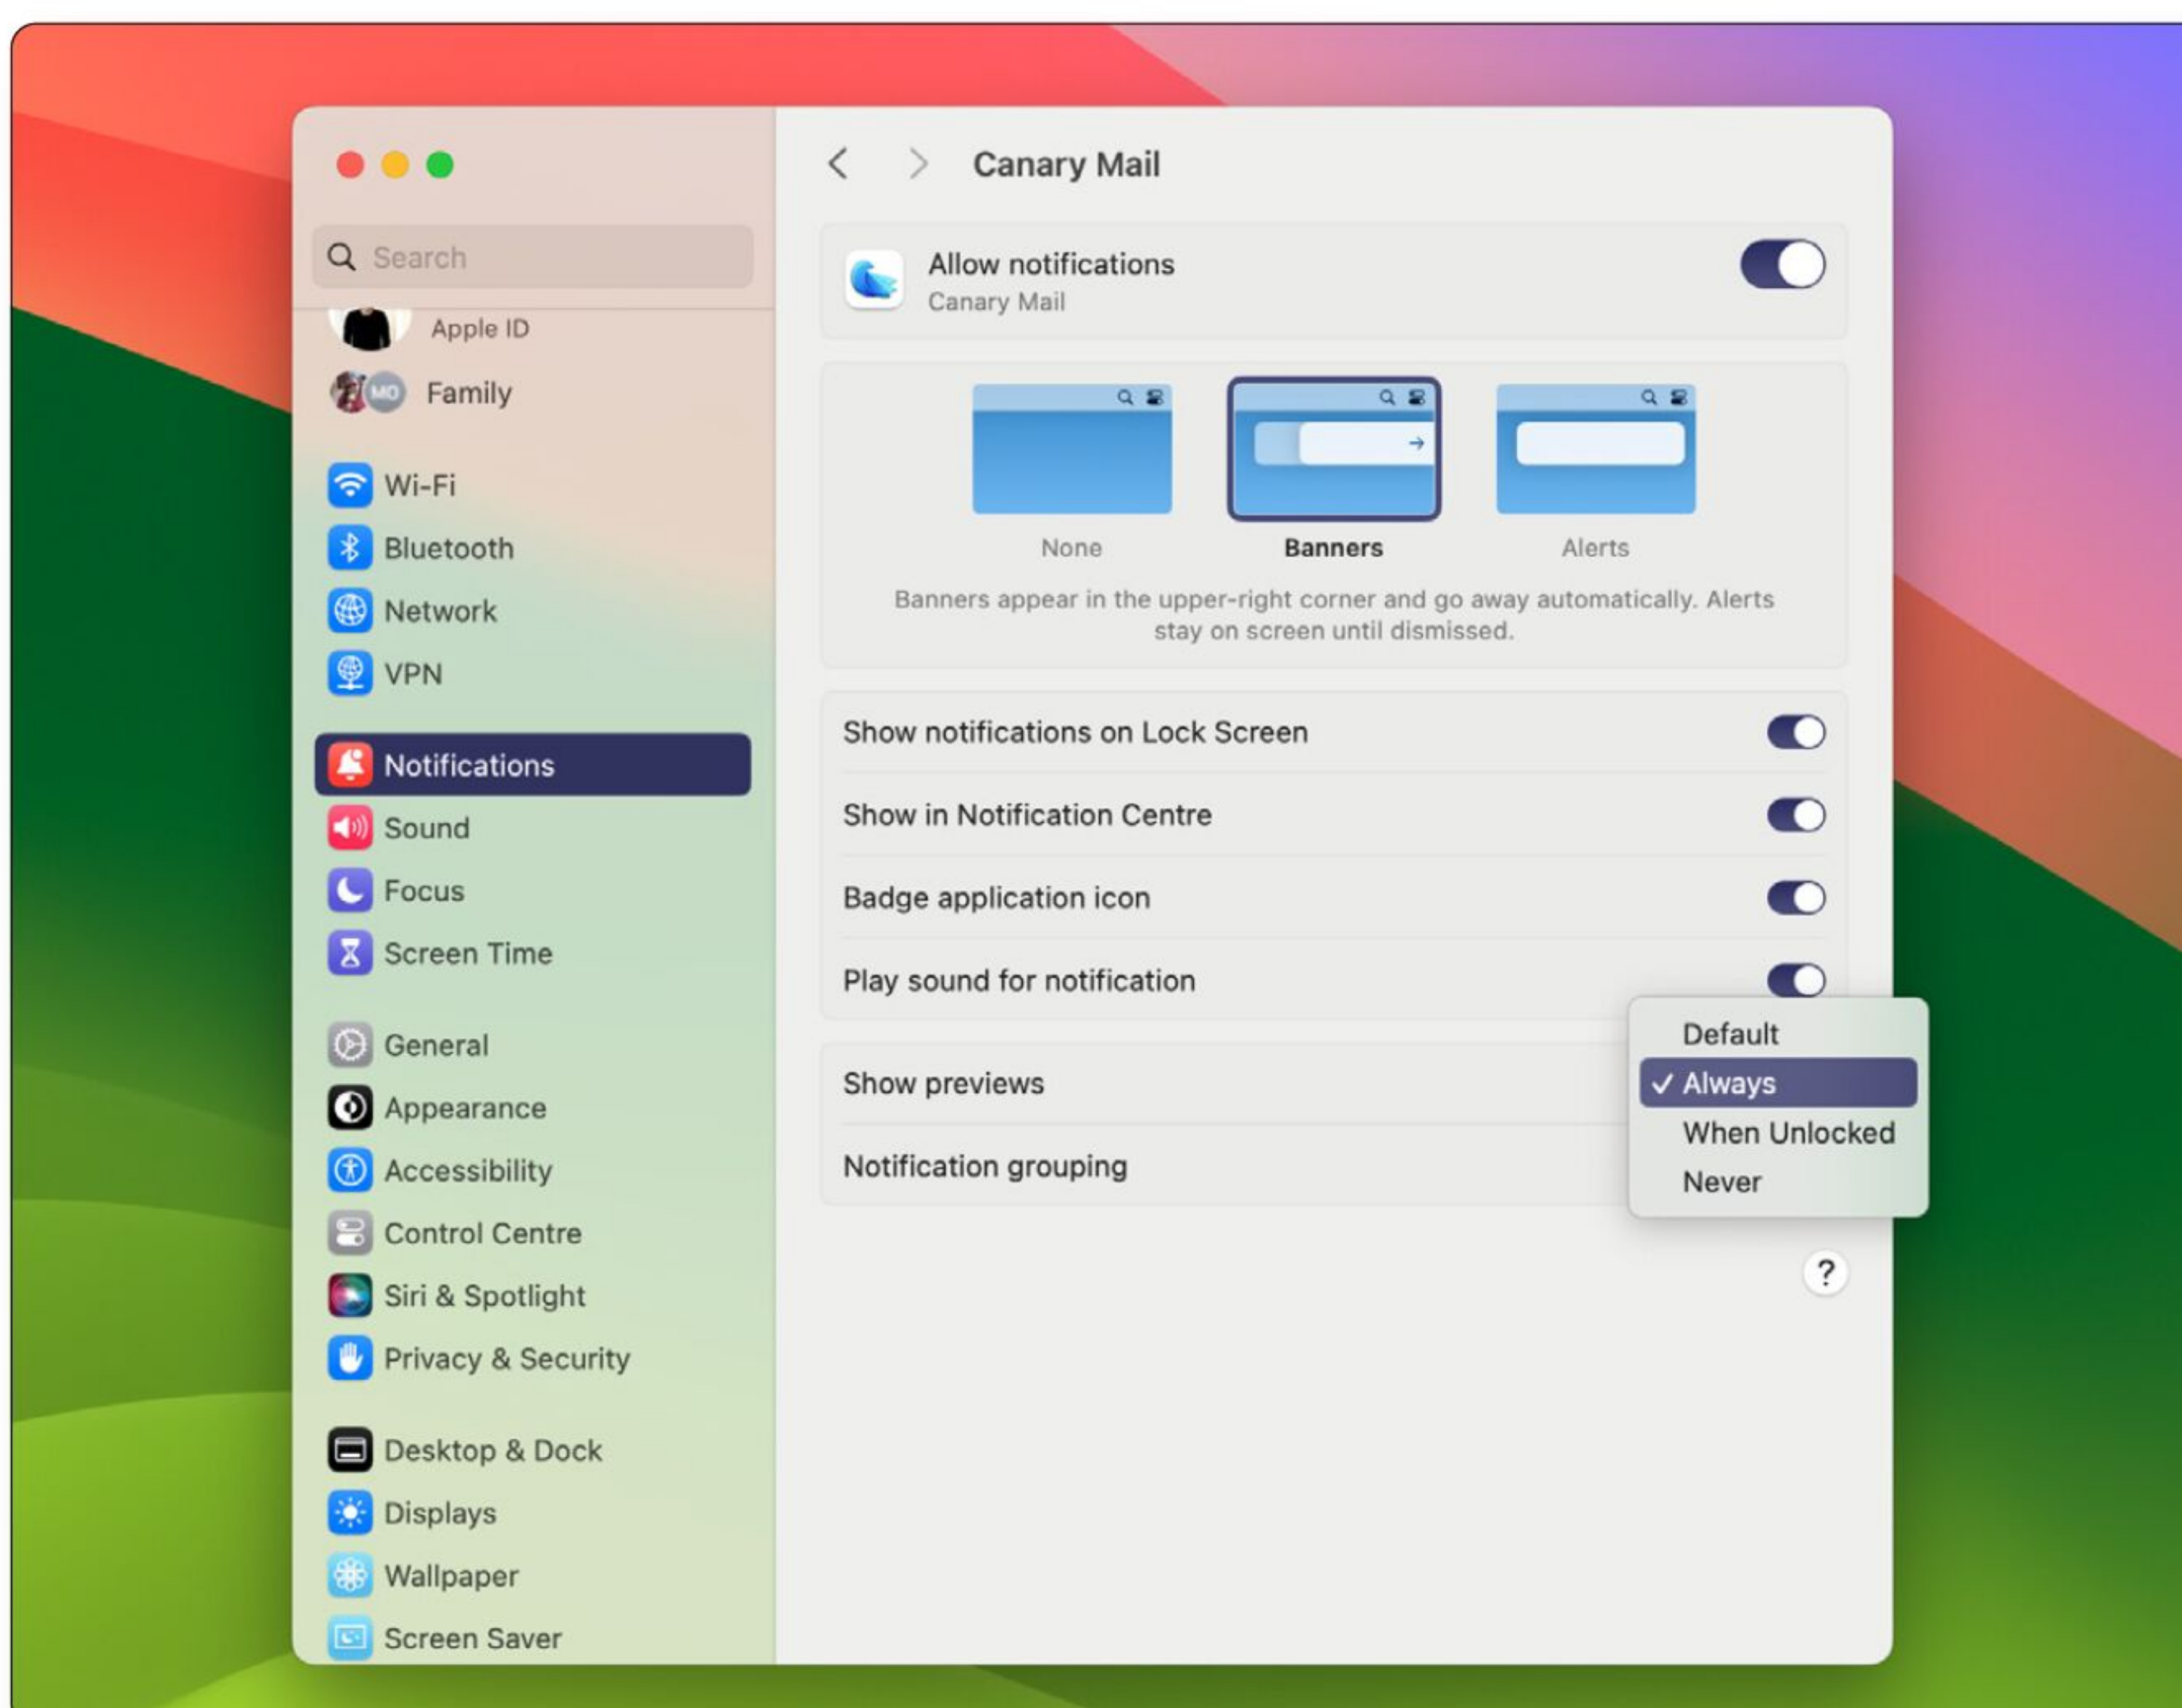 Search
Apple ID
MD
Family
Wi-Fi
Bluetooth
Network
VPN
Notifications
Sound
Focus
Screen Time
General
Appearance
Accessibility
Control Centre
Siri & Spotlight
Privacy & Security
Desktop & Dock
Displays
Wallpaper
Screen Saver
Canary Mail
Allow notifications
Canary Mail
None
Banners
Alerts
Banners appear in the upper-right corner and go away automatically. Alerts
stay on screen until dismissed.
Show notifications on Lock Screen
Show in Notification Centre
Badge application icon
Play sound for notification
Show previews
Notification grouping
Default
✓ Always
When Unlocked
Never
?